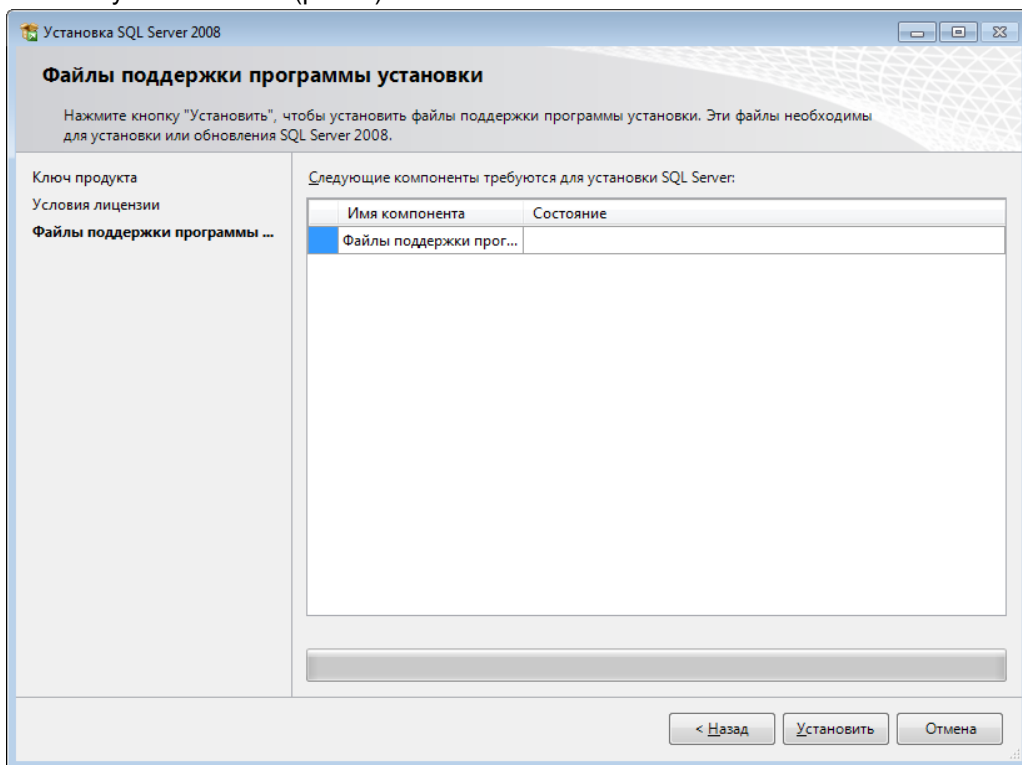 Установка SQL Server 2008
Файлы поддержки программы установки
Нажмите кнопку "Установить", чтобы установить файлы поддержки программы установки. Эти файлы необходимы
для установки или обновления SQL Server 2008.
Ключ продукта
Условия лицензии
Файлы поддержки программы ...
Следующие компоненты требуются для установки SQL Server:
Имя компонента Состояние
Файлы поддержки прог...
< Назад Установить Отмена